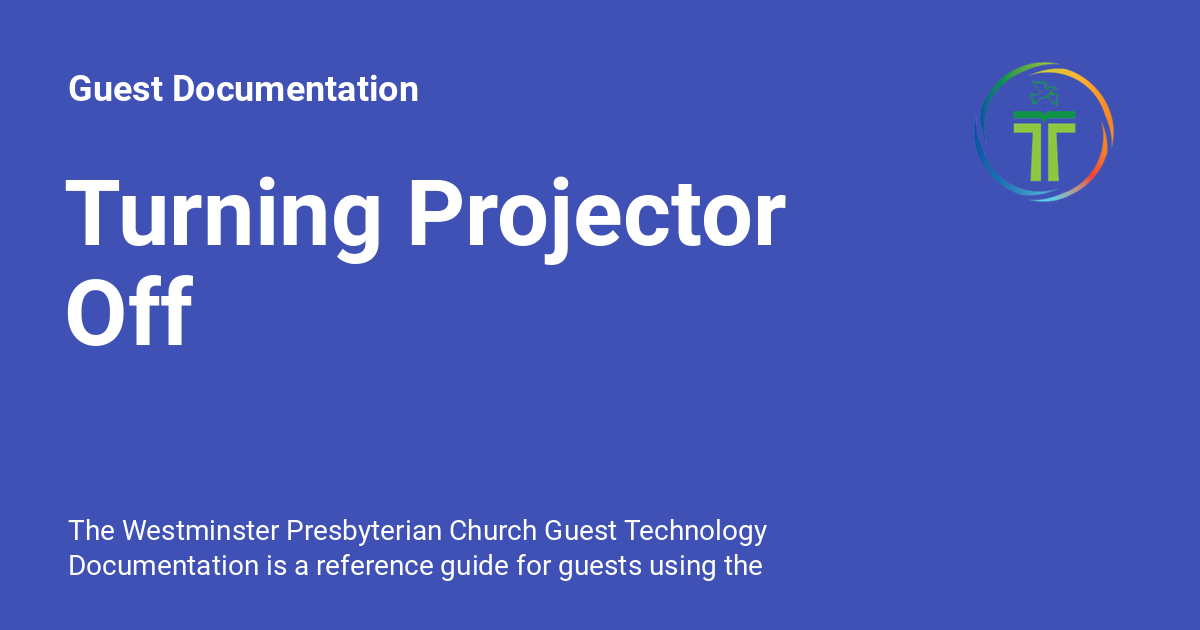 Guest Documentation
Turning Projector
Off
The Westminster Presbyterian Church Guest Technology
Documentation is a reference guide for guests using the